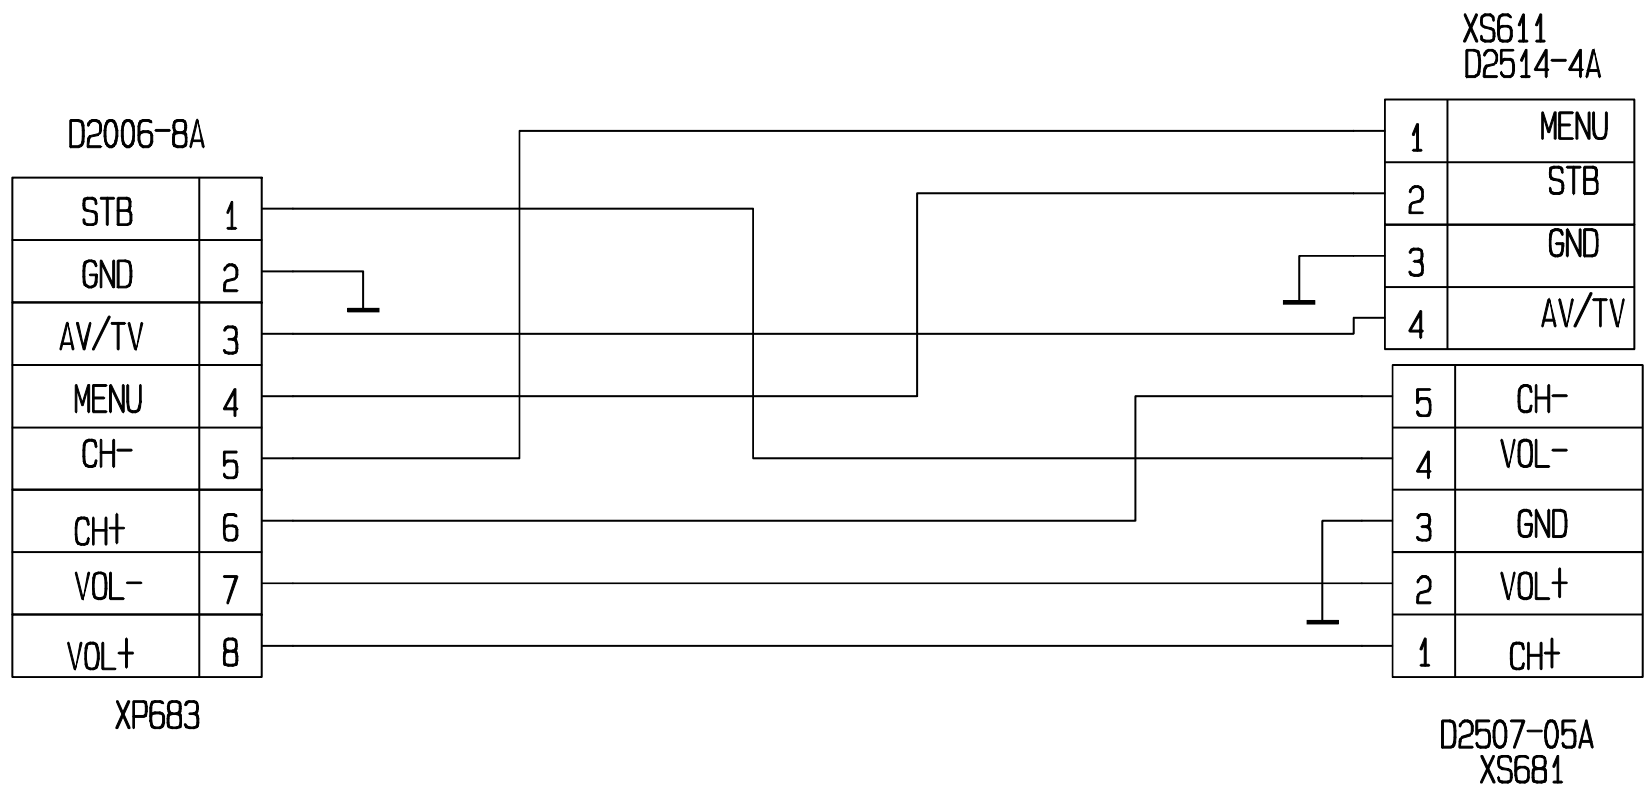 D2006-8A
STB 1
GND 2
AV/TV 3
MENU 4
CH- 5
CH+ 6
VOL- 7
VOL+ 8
XP683
XS611
D2514-4A
1 MENU
2 STB
3 GND
4 AV/TV
5 CH-
4 VOL-
3 GND
2 VOL+
1 CH+
D2507-05A
XS681